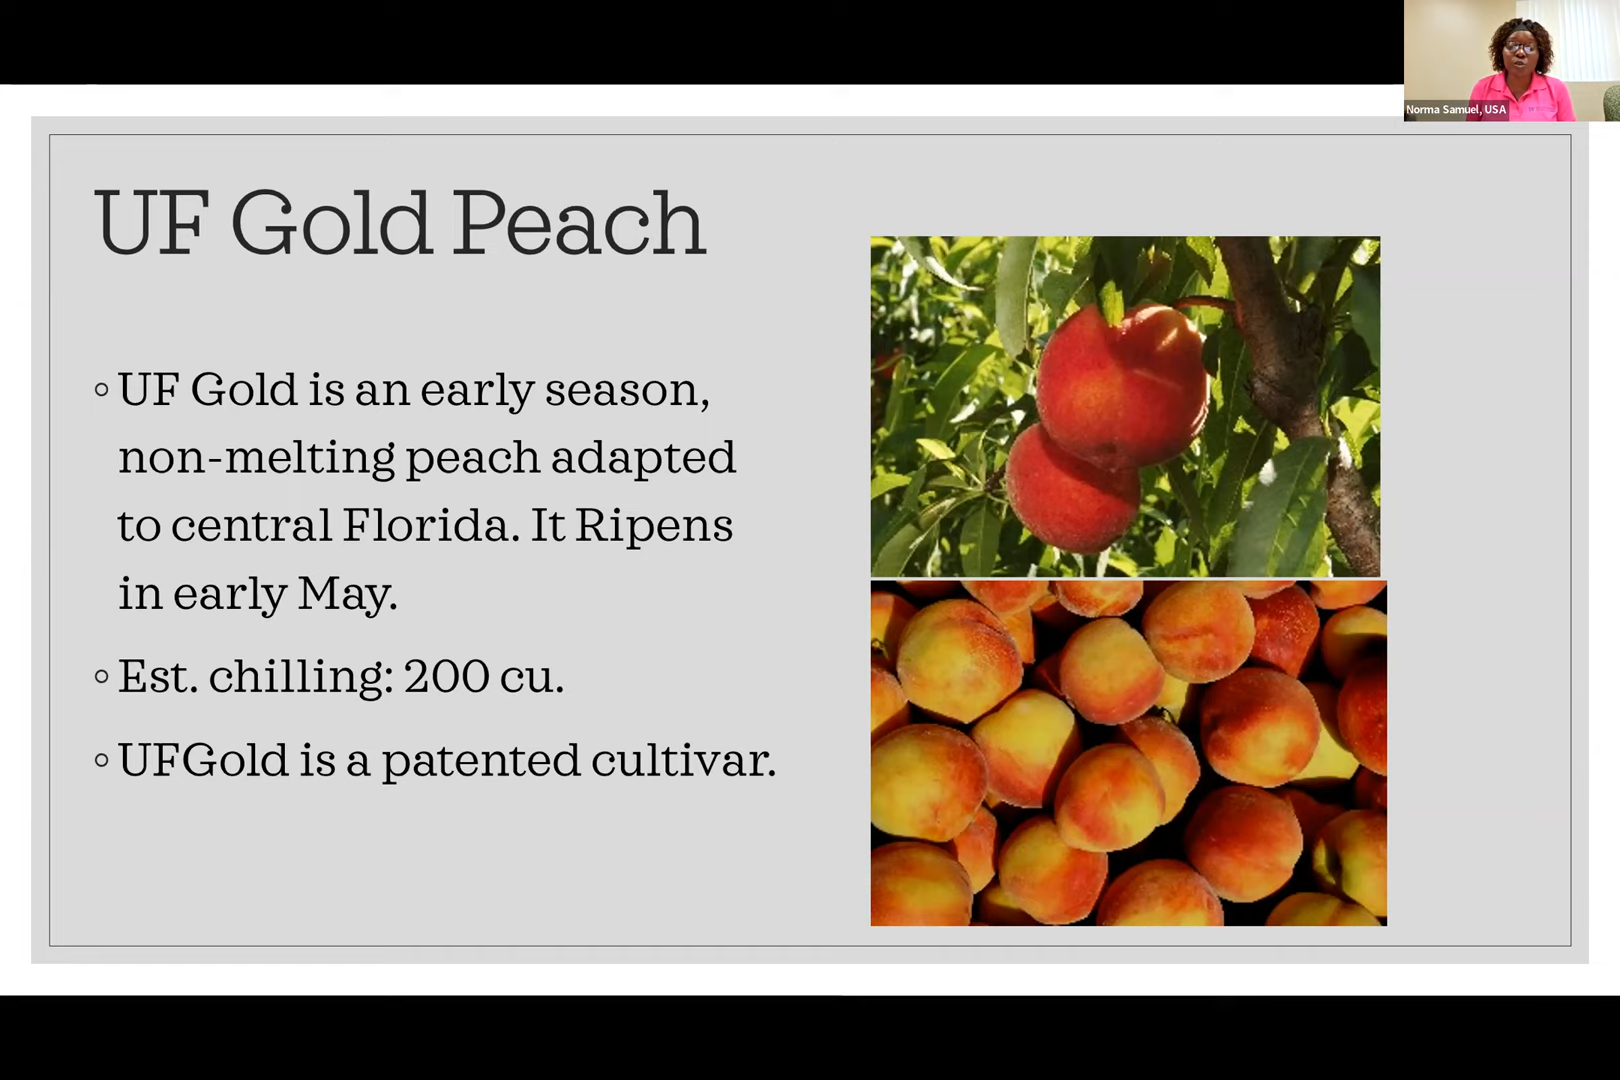 Norma Samuel, USA
UF Gold Peach
◦ UF Gold is an early season,
non-melting peach adapted
to central Florida. It Ripens
in early May.
◦ Est. chilling: 200 cu.
◦ UFGold is a patented cultivar.